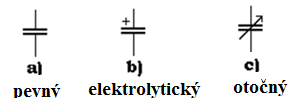 +
a) b) c)
pevný elektrolytický otočný